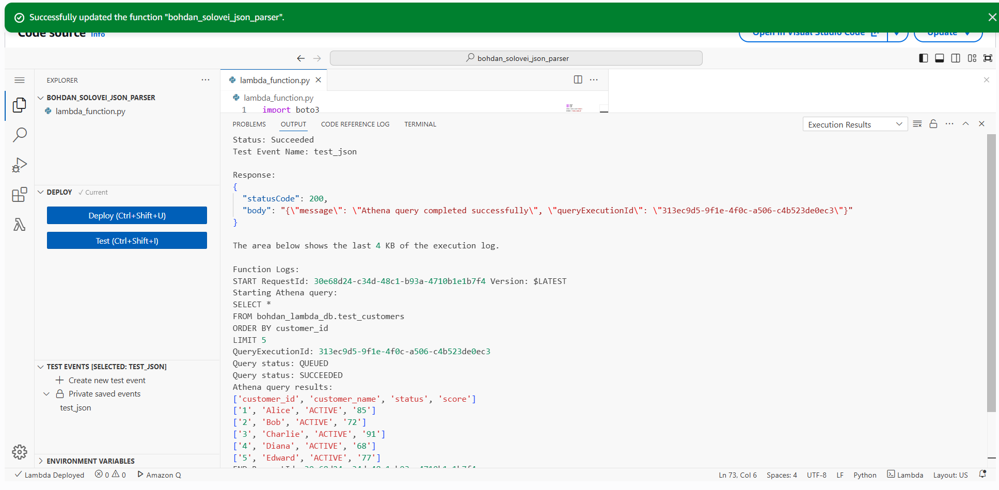 Successfully updated the function "bohdan_solovei_json_parser".
Code source Info
Open in Visual Studio Code
Update
bohdan_solovei_json_parser
EXPLORER
BOHDAN_SOLOVEI_JSON_PARSER
lambda_function.py
DEPLOY Current
Deploy (Ctrl+Shift+U)
Test (Ctrl+Shift+I)
TEST EVENTS [SELECTED: TEST_JSON]
Create new test event
Private saved events
test_json
ENVIRONMENT VARIABLES
lambda_function.py
lambda_function.py
1 import boto3
PROBLEMS OUTPUT CODE REFERENCE LOG TERMINAL
Execution Results
Status: Succeeded
Test Event Name: test_json
Response:
{
"statusCode": 200,
"body": "{\"message\": \"Athena query completed successfully\", \"queryExecutionId\": \"313ec9d5-9f1e-4f0c-a506-c4b523de0ec3\"}"
}
The area below shows the last 4 KB of the execution log.
Function Logs:
START RequestId: 30e68d24-c34d-48c1-b93a-4710b1e1b7f4 Version: $LATEST
Starting Athena query:
SELECT *
FROM bohdan_lambda_db.test_customers
ORDER BY customer_id
LIMIT 5
QueryExecutionId: 313ec9d5-9f1e-4f0c-a506-c4b523de0ec3
Query status: QUEUED
Query status: SUCCEEDED
Athena query results:
['customer_id', 'customer_name', 'status', 'score']
['1', 'Alice', 'ACTIVE', '85']
['2', 'Bob', 'ACTIVE', '72']
['3', 'Charlie', 'ACTIVE', '91']
['4', 'Diana', 'ACTIVE', '68']
['5', 'Edward', 'ACTIVE', '77']
END RequestId: 30e68d24-c34d-48c1-b93a-4710b1e1b7f4
Lambda Deployed 0 0 Amazon Q
Ln 73, Col 6 Spaces: 4 UTF-8 LF Python Lambda Layout: US